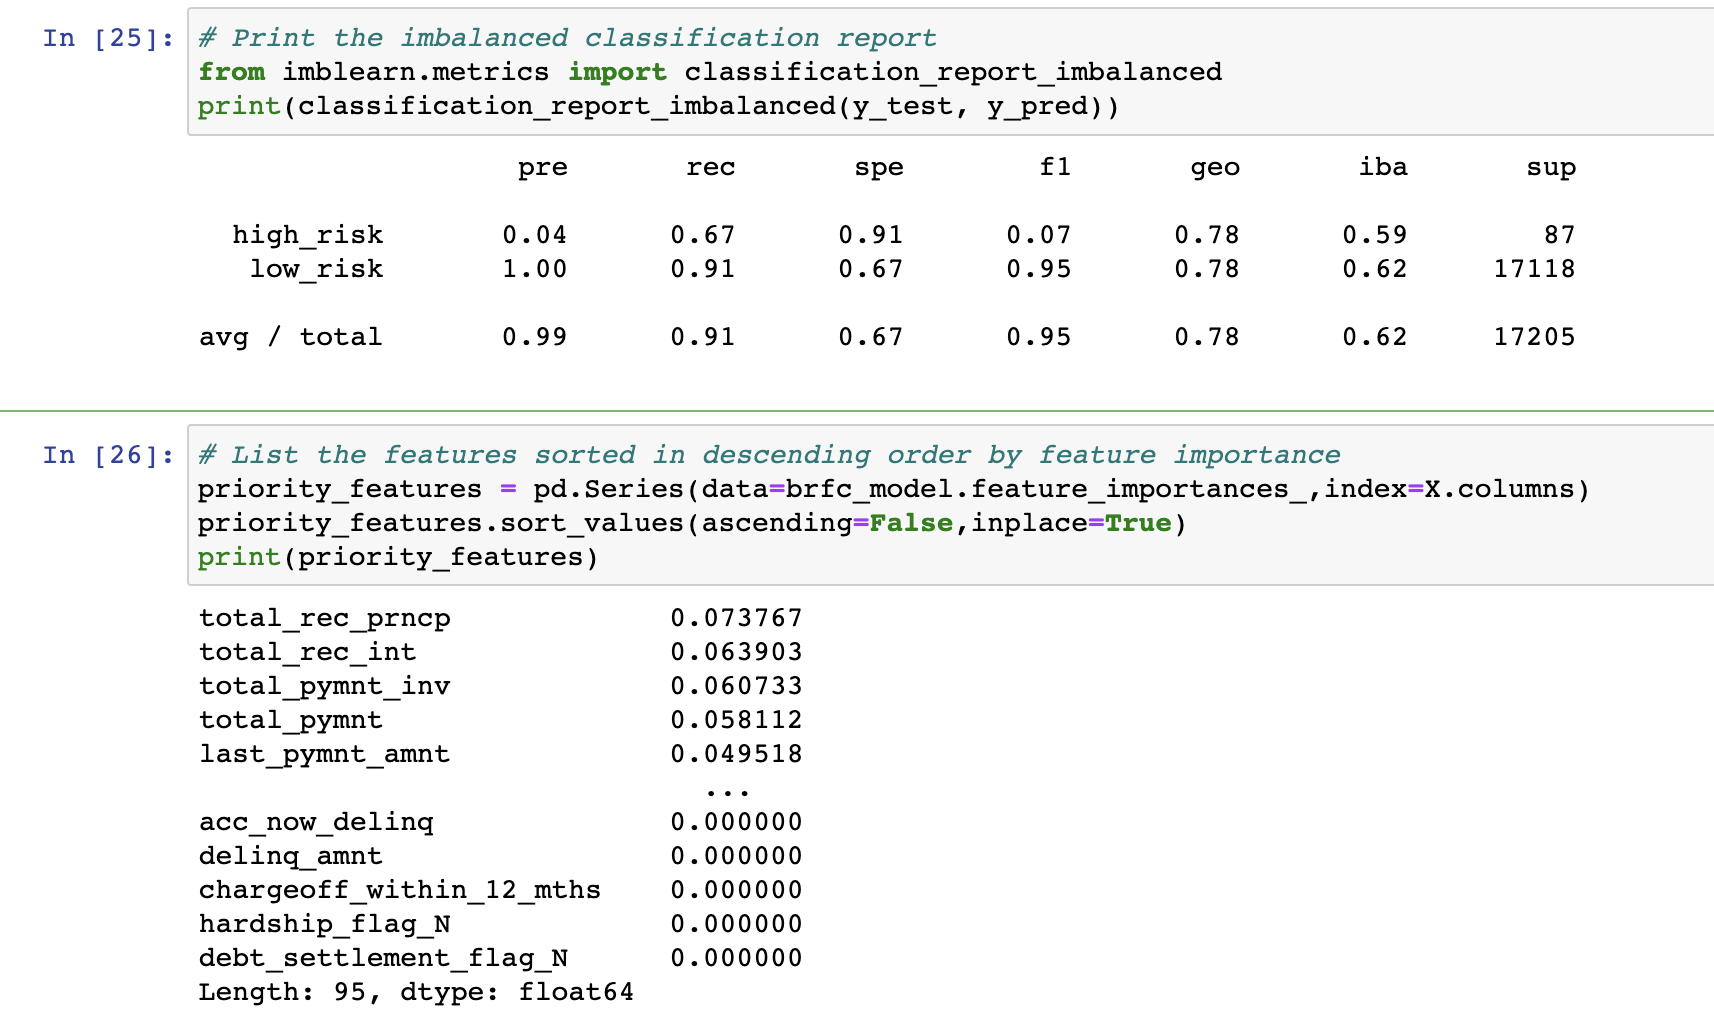 In [25]: # Print the imbalanced classification report
from imblearn.metrics import classification_report_imbalanced
print(classification_report_imbalanced(y_test, y_pred))
pre rec spe f1 geo iba sup
high_risk 0.04 0.67 0.91 0.07 0.78 0.59 87
low_risk 1.00 0.91 0.67 0.95 0.78 0.62 17118
avg / total 0.99 0.91 0.67 0.95 0.78 0.62 17205
In [26]: # List the features sorted in descending order by feature importance
priority_features = pd.Series(data=brfc_model.feature_importances_,index=X.columns)
priority_features.sort_values(ascending=False,inplace=True)
print(priority_features)
total_rec_prncp 0.073767
total_rec_int 0.063903
total_pymnt_inv 0.060733
total_pymnt 0.058112
last_pymnt_amnt 0.049518
...
acc_now_delinq 0.000000
delinq_amnt 0.000000
chargeoff_within_12_mths 0.000000
hardship_flag_N 0.000000
debt_settlement_flag_N 0.000000
Length: 95, dtype: float64